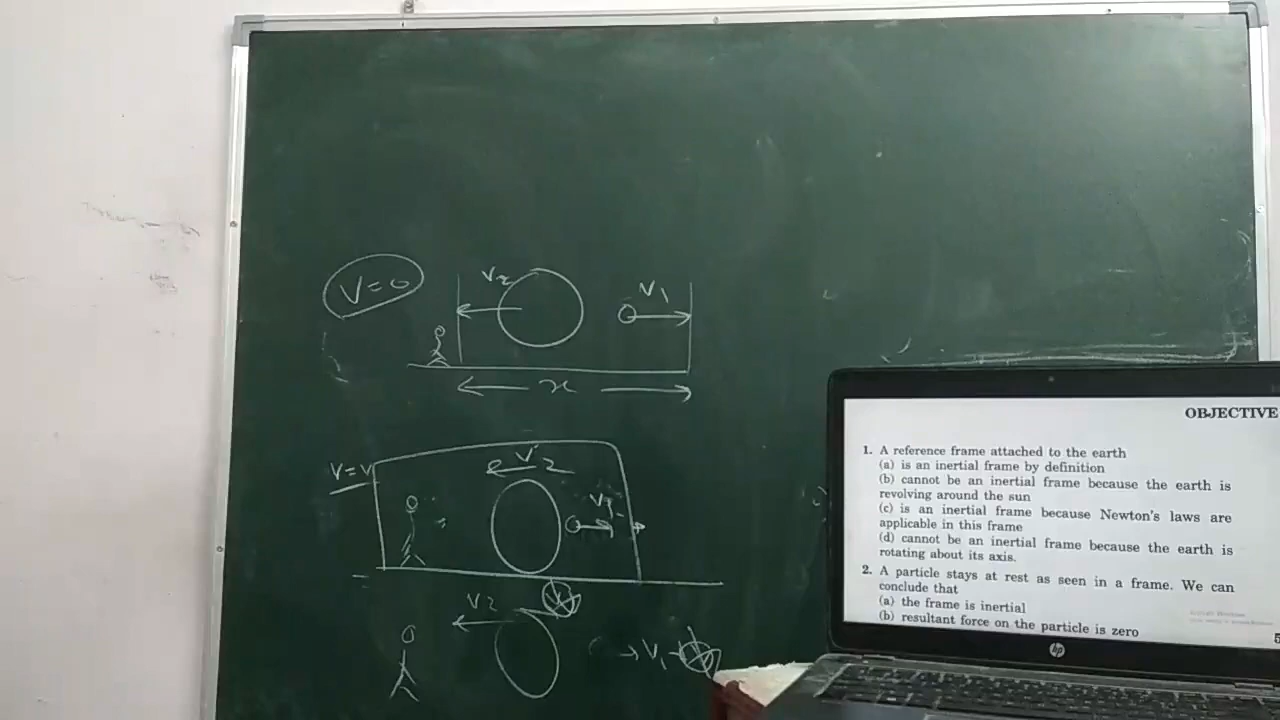 V=0
V₂
V₁
x
V=V
V₂
V₁
V₂
V₁
OBJECTIVE
1. A reference frame attached to the earth
(a) is an inertial frame by definition
(b) cannot be an inertial frame because the earth is
revolving around the sun
(c) is an inertial frame because Newton's laws are
applicable in this frame
(d) cannot be an inertial frame because the earth is
rotating about its axis.
2. A particle stays at rest as seen in a frame. We can
conclude that
(a) the frame is inertial
(b) resultant force on the particle is zero
hp